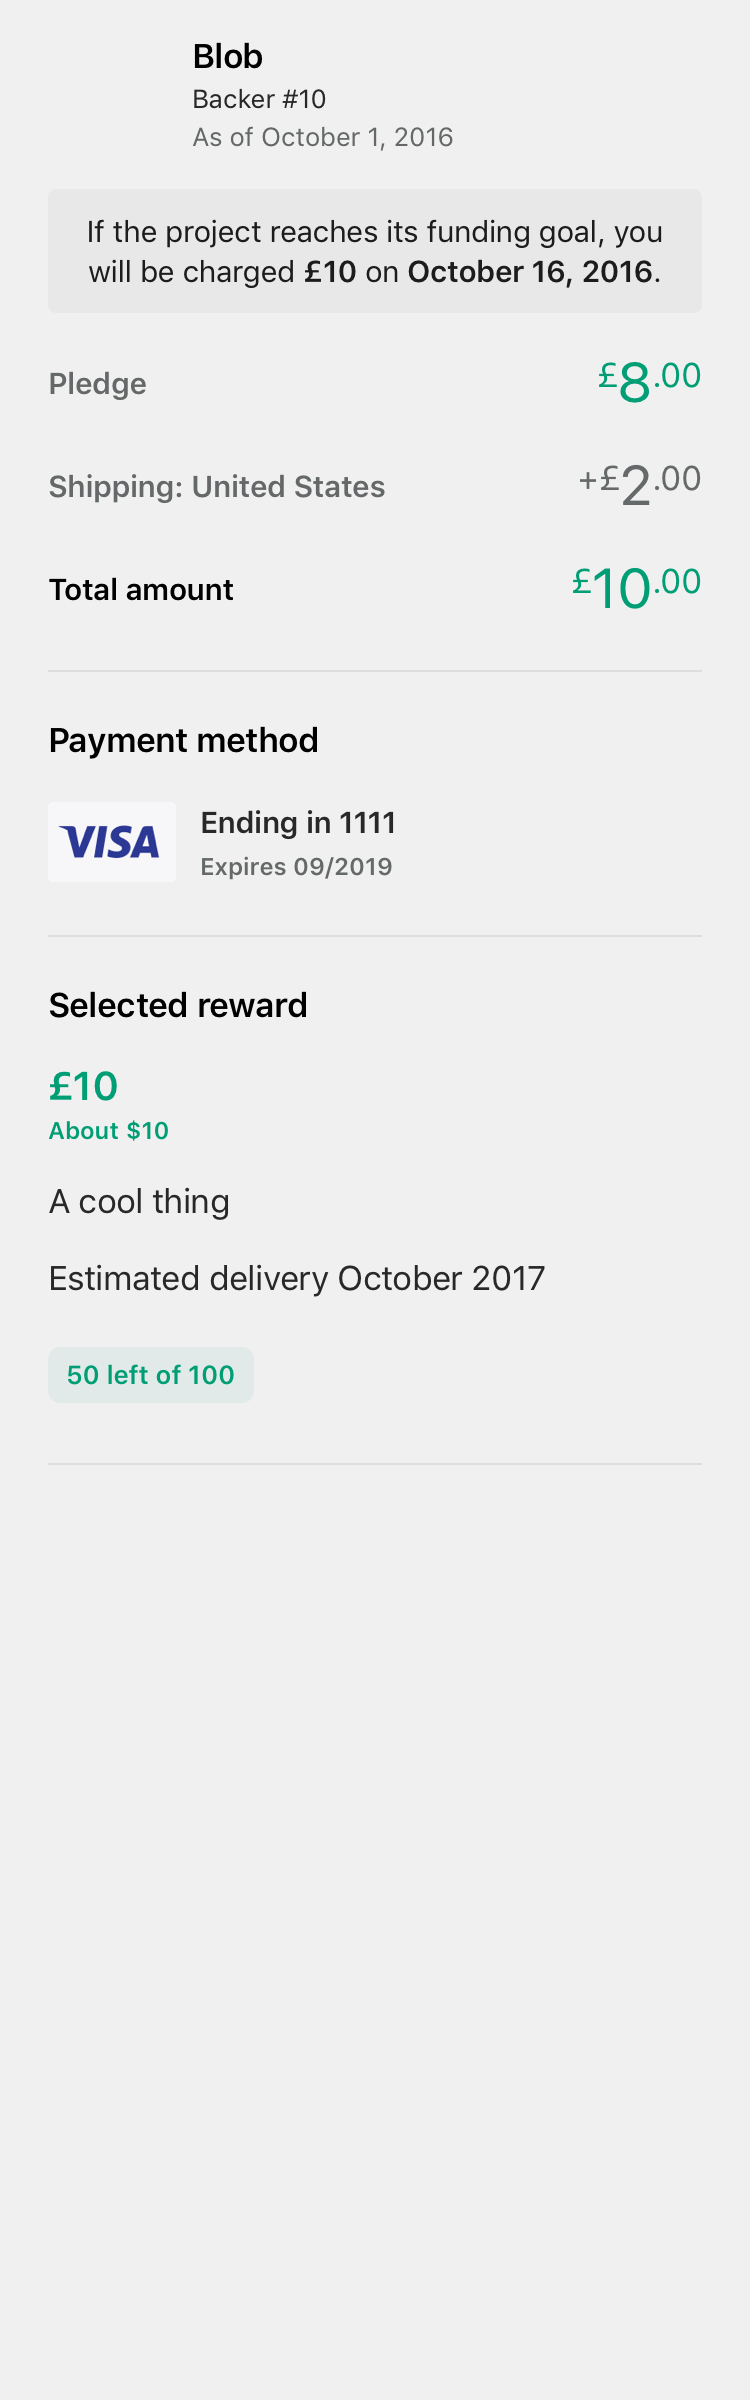 Blob
Backer #10
As of October 1, 2016
If the project reaches its funding goal, you
will be charged £10 on October 16, 2016.
Pledge £8.00
Shipping: United States +£2.00
Total amount £10.00
Payment method
VISA Ending in 1111
Expires 09/2019
Selected reward
£10
About $10
A cool thing
Estimated delivery October 2017
50 left of 100